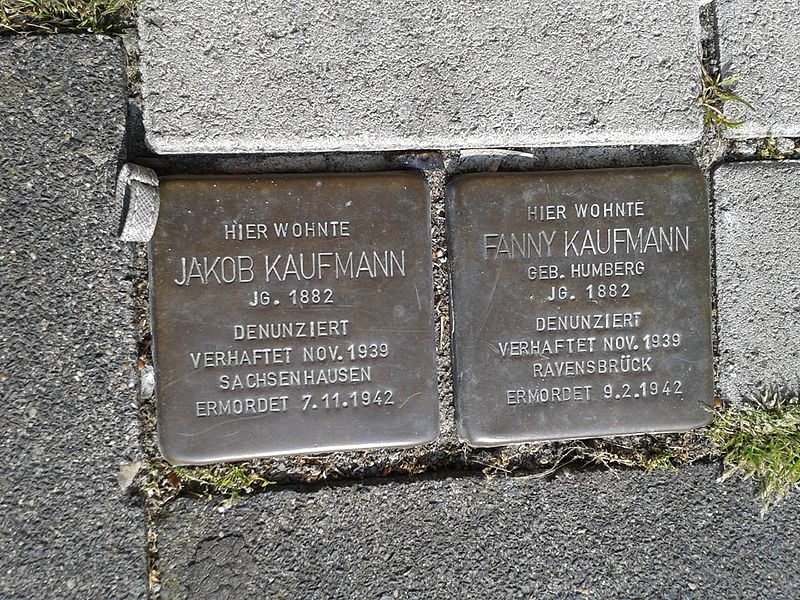 HIER WOHNTE
JAKOB KAUFMANN
JG. 1882
DENUNZIERT
VERHAFTET NOV. 1939
SACHSENHAUSEN
ERMORDET 7.11.1942
HIER WOHNTE
FANNY KAUFMANN
GEB. HUMBERG
JG. 1882
DENUNZIERT
VERHAFTET NOV. 1939
RAVENSBRÜCK
ERMORDET 9.2.1942